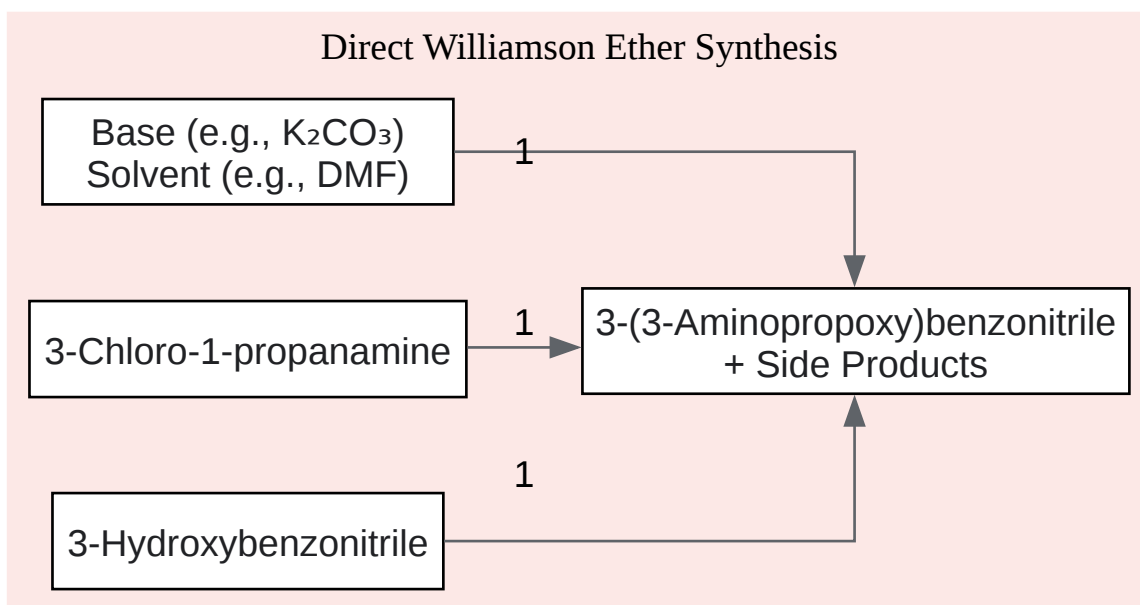 Direct Williamson Ether Synthesis
Base (e.g., K₂CO₃)
Solvent (e.g., DMF)
1
3-Chloro-1-propanamine
1
3-(3-Aminopropoxy)benzonitrile
+ Side Products
1
3-Hydroxybenzonitrile